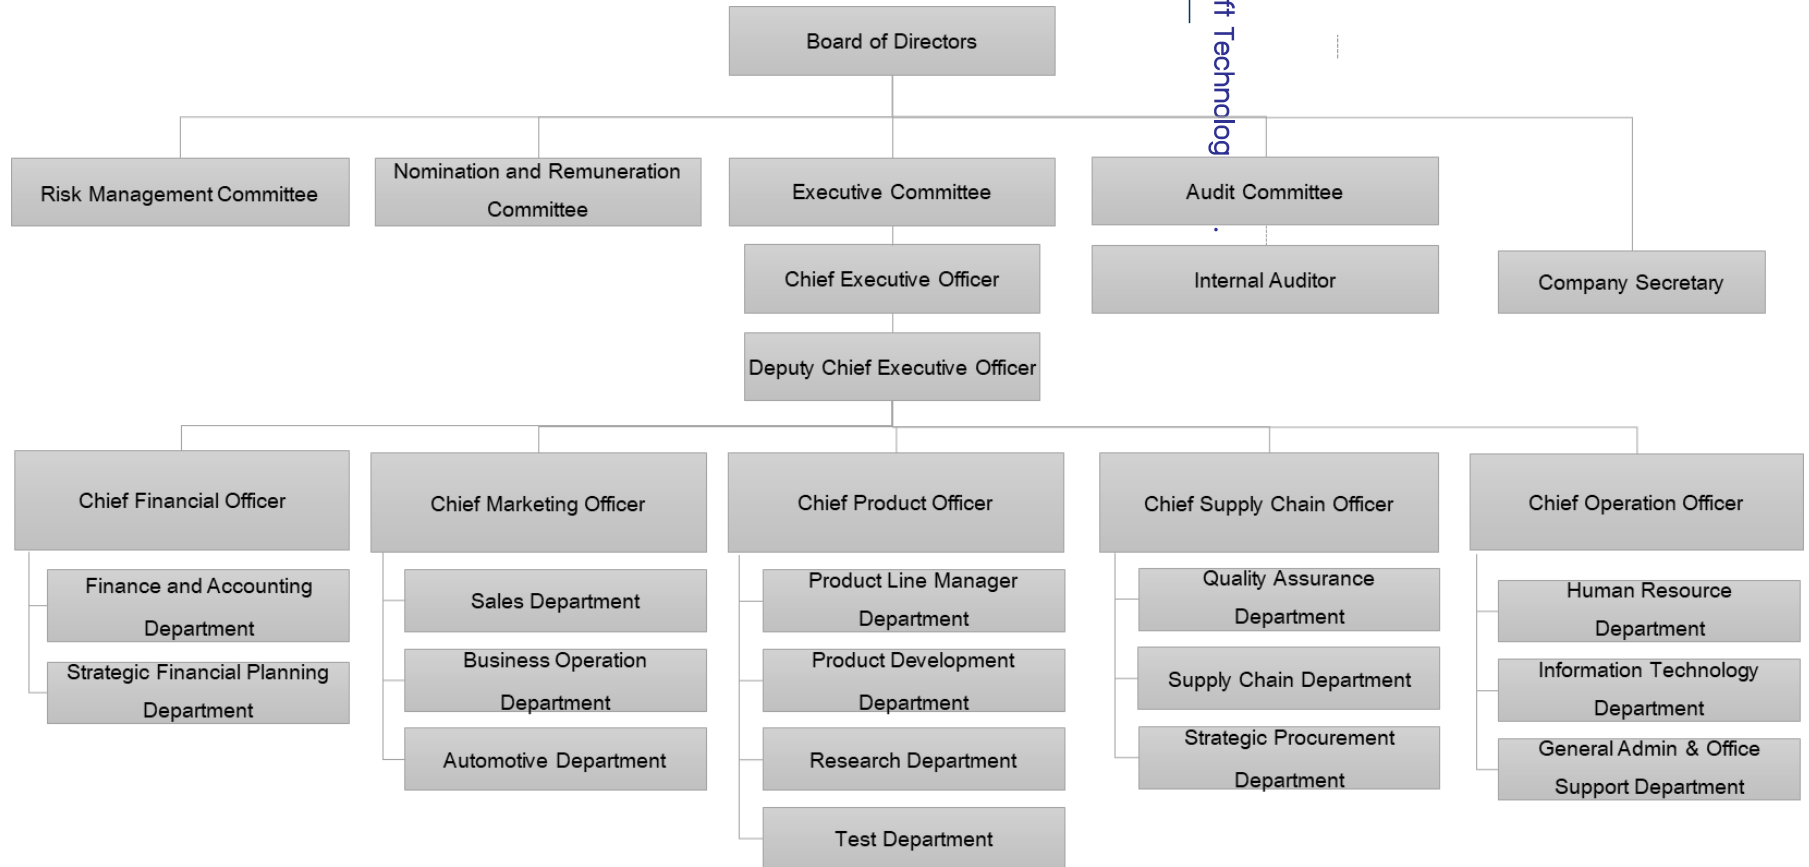 Board of Directors
Technolog
Risk Management Committee
Nomination and Remuneration
Committee
Executive Committee
Audit Committee
Chief Executive Officer
Internal Auditor
Company Secretary
Deputy Chief Executive Officer
Chief Financial Officer
Chief Marketing Officer
Chief Product Officer
Chief Supply Chain Officer
Chief Operation Officer
Finance and Accounting
Department
Strategic Financial Planning
Department
Sales Department
Business Operation
Department
Automotive Department
Product Line Manager
Department
Product Development
Department
Research Department
Test Department
Quality Assurance
Department
Supply Chain Department
Strategic Procurement
Department
Human Resource
Department
Information Technology
Department
General Admin & Office
Support Department